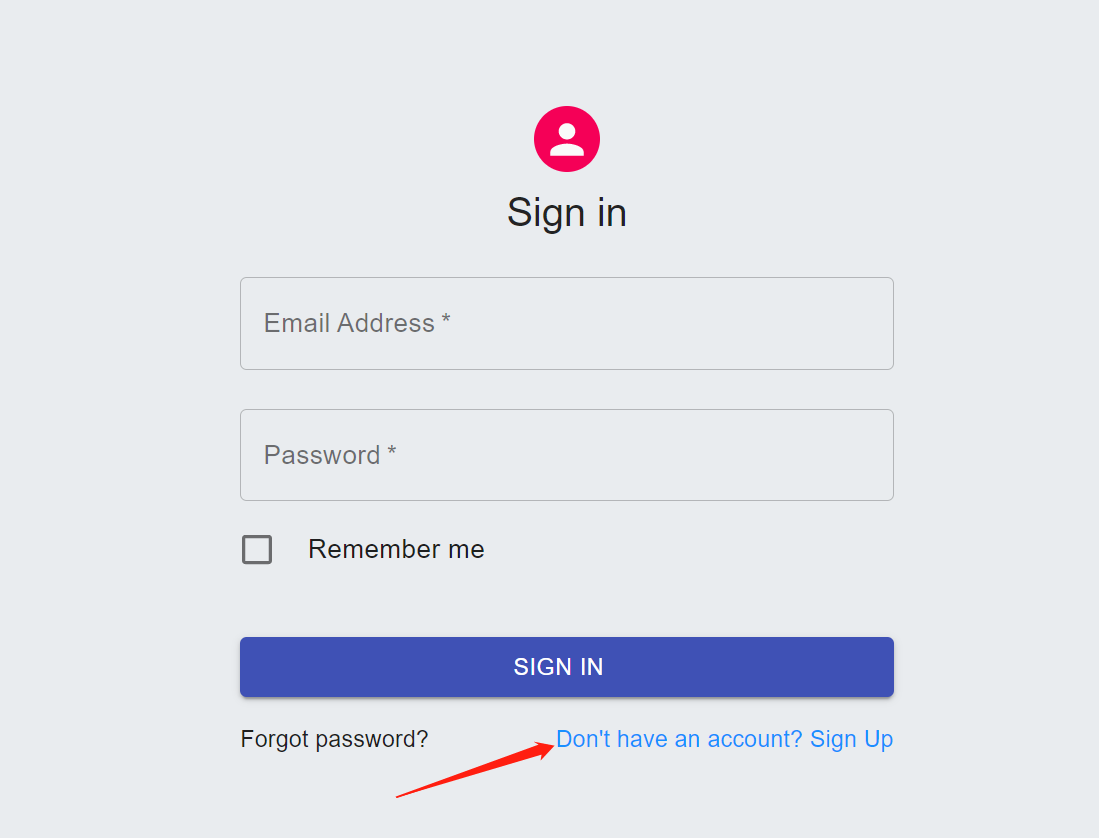 Sign in
Email Address *
Password *
Remember me
SIGN IN
Forgot password? Don't have an account? Sign Up